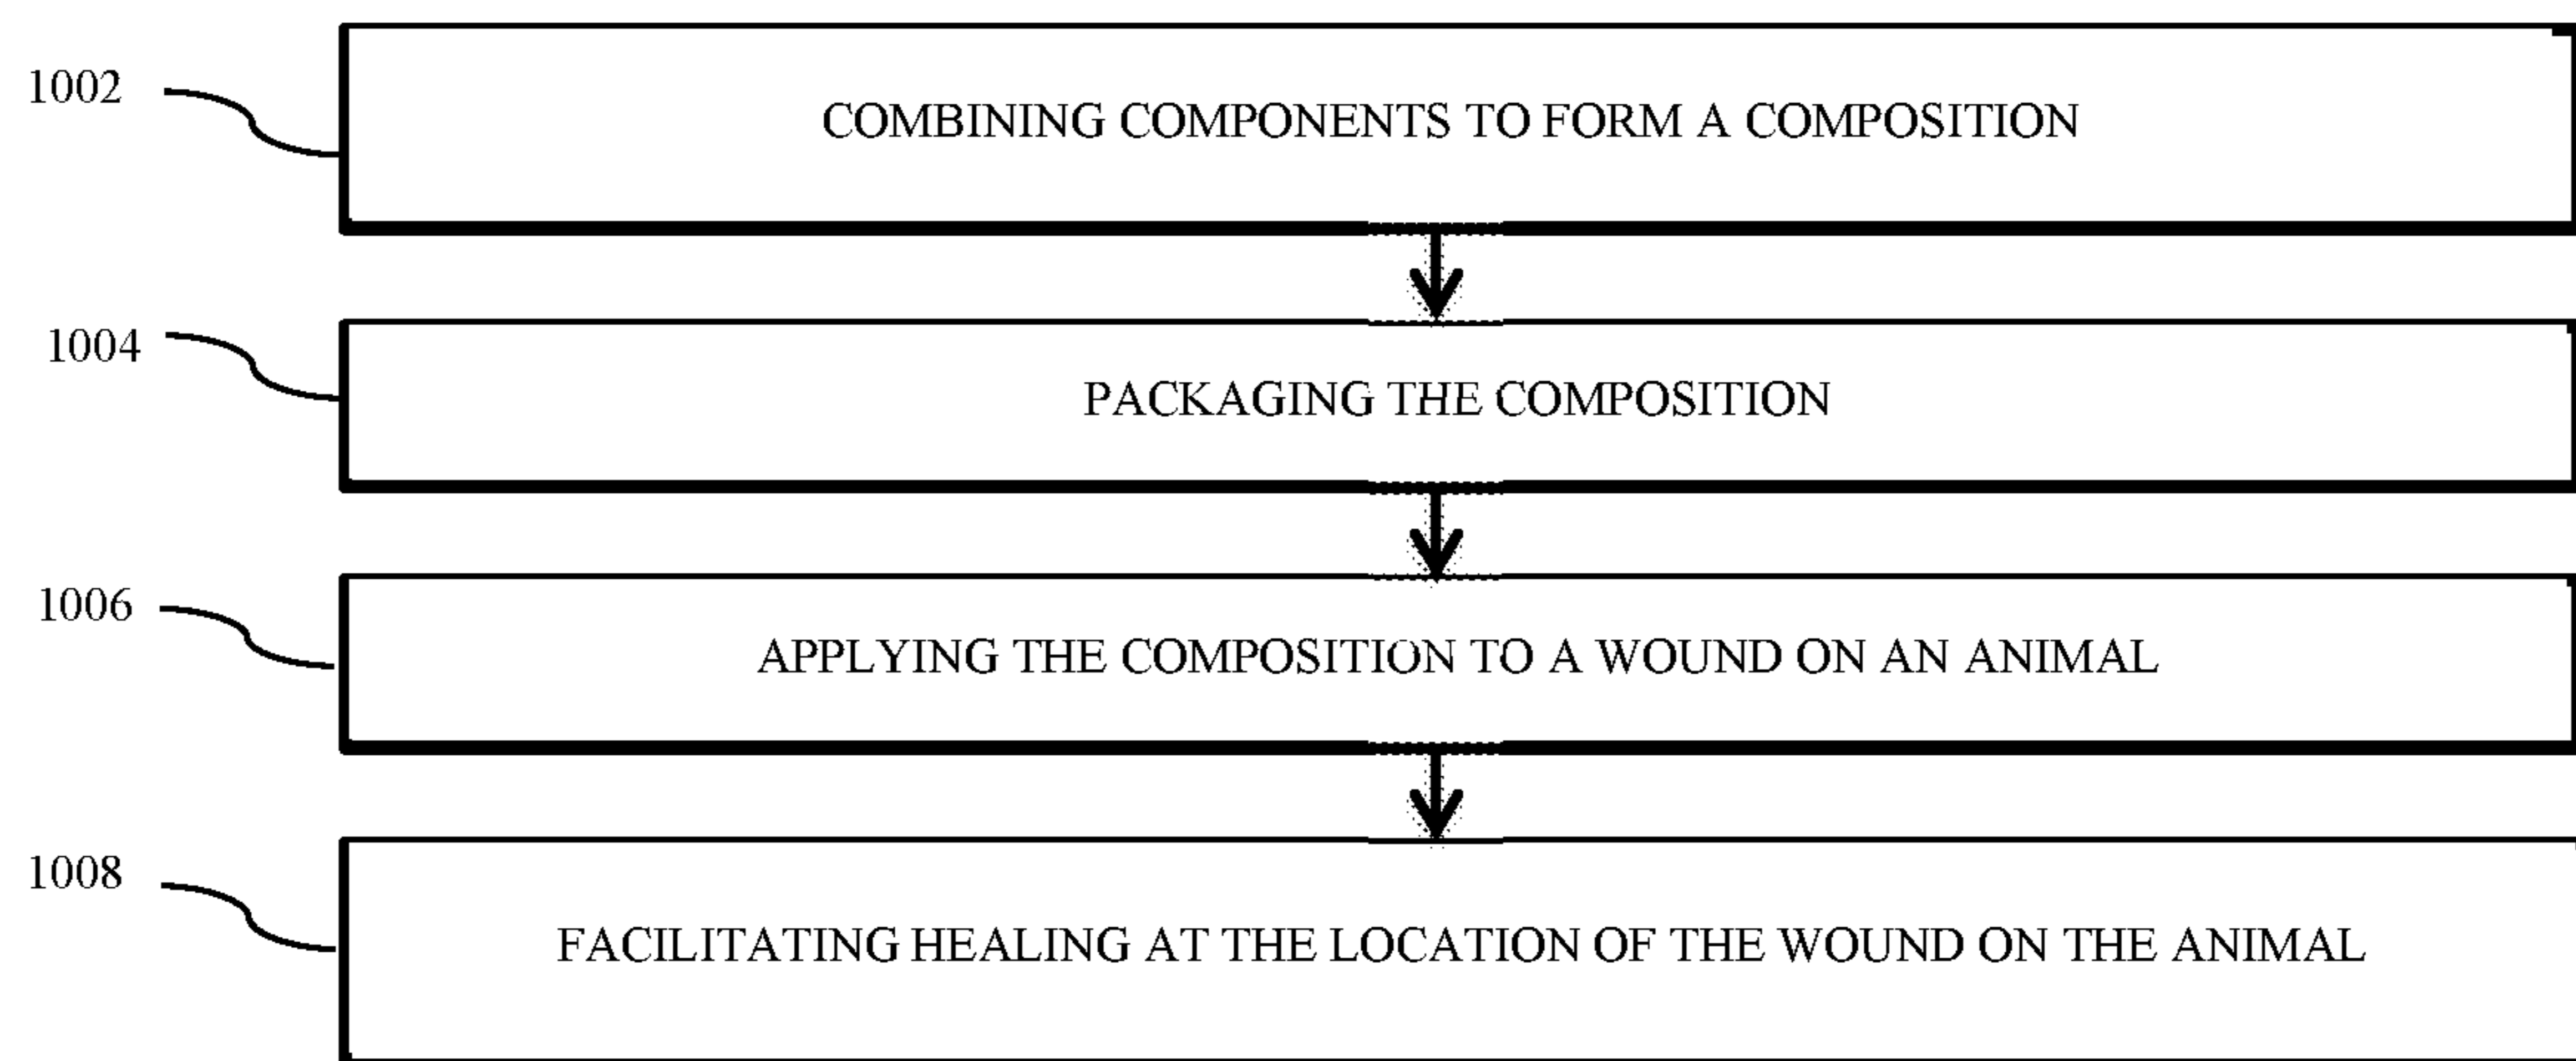 1002
COMBINING COMPONENTS TO FORM A COMPOSITION
1004
PACKAGING THE COMPOSITION
1006
APPLYING THE COMPOSITION TO A WOUND ON AN ANIMAL
1008
FACILITATING HEALING AT THE LOCATION OF THE WOUND ON THE ANIMAL